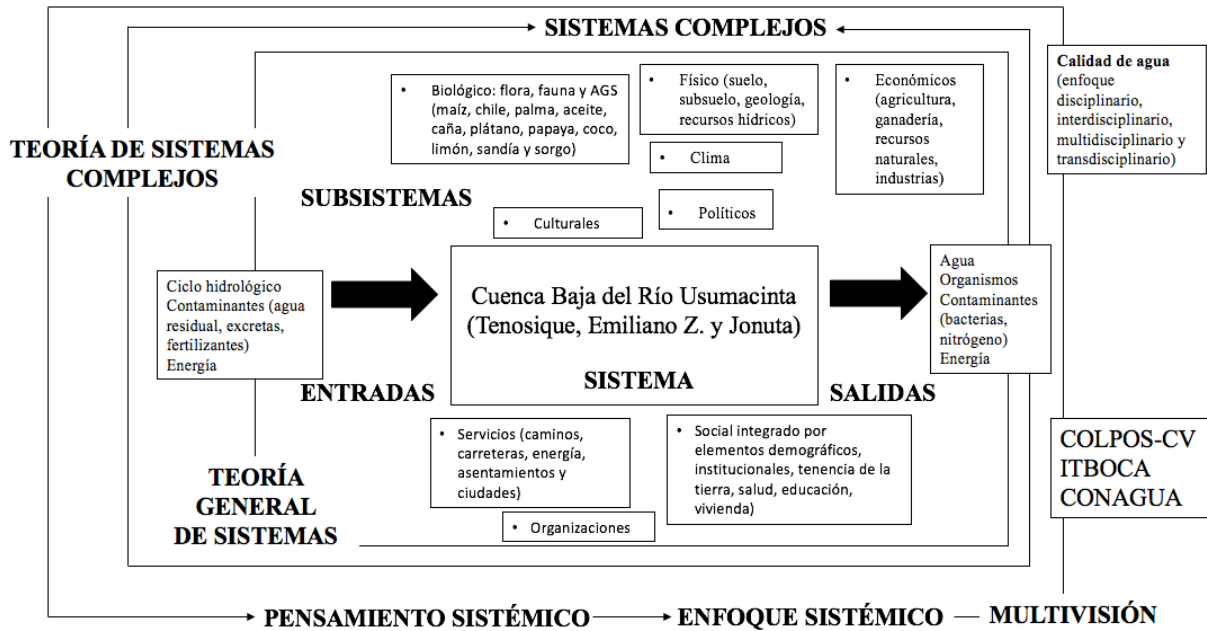 SISTEMAS COMPLEJOS
Calidad de agua
(enfoque
disciplinario,
interdisciplinario,
multidisciplinario y
transdisciplinario)
• Biológico: flora, fauna y AGS
(maíz, chile, palma, aceite,
caña, plátano, papaya, coco,
limón, sandía y sorgo)
• Físico (suelo,
subsuelo, geología,
recursos hídricos)
• Económicos
(agricultura,
ganadería,
recursos
naturales,
industrias)
TEORÍA DE SISTEMAS
COMPLEJOS
• Clima
SUBSISTEMAS
• Culturales
• Políticos
Ciclo hidrológico
Contaminantes (agua
residual, excretas,
fertilizantes)
Energía
Cuenca Baja del Río Usumacinta
(Tenosique, Emiliano Z. y Jonuta)
SISTEMA
Agua
Organismos
Contaminantes
(bacterias,
nitrógeno)
Energía
ENTRADAS
SALIDAS
• Servicios (caminos,
carreteras, energía,
asentamientos y
ciudades)
• Social integrado por
elementos demográficos,
institucionales, tenencia de la
tierra, salud, educación,
vivienda)
COLPOS-CV
ITBOCA
CONAGUA
TEORÍA
GENERAL
DE SISTEMAS
• Organizaciones
PENSAMIENTO SISTÉMICO
ENFOQUE SISTÉMICO
MULTIVISIÓN